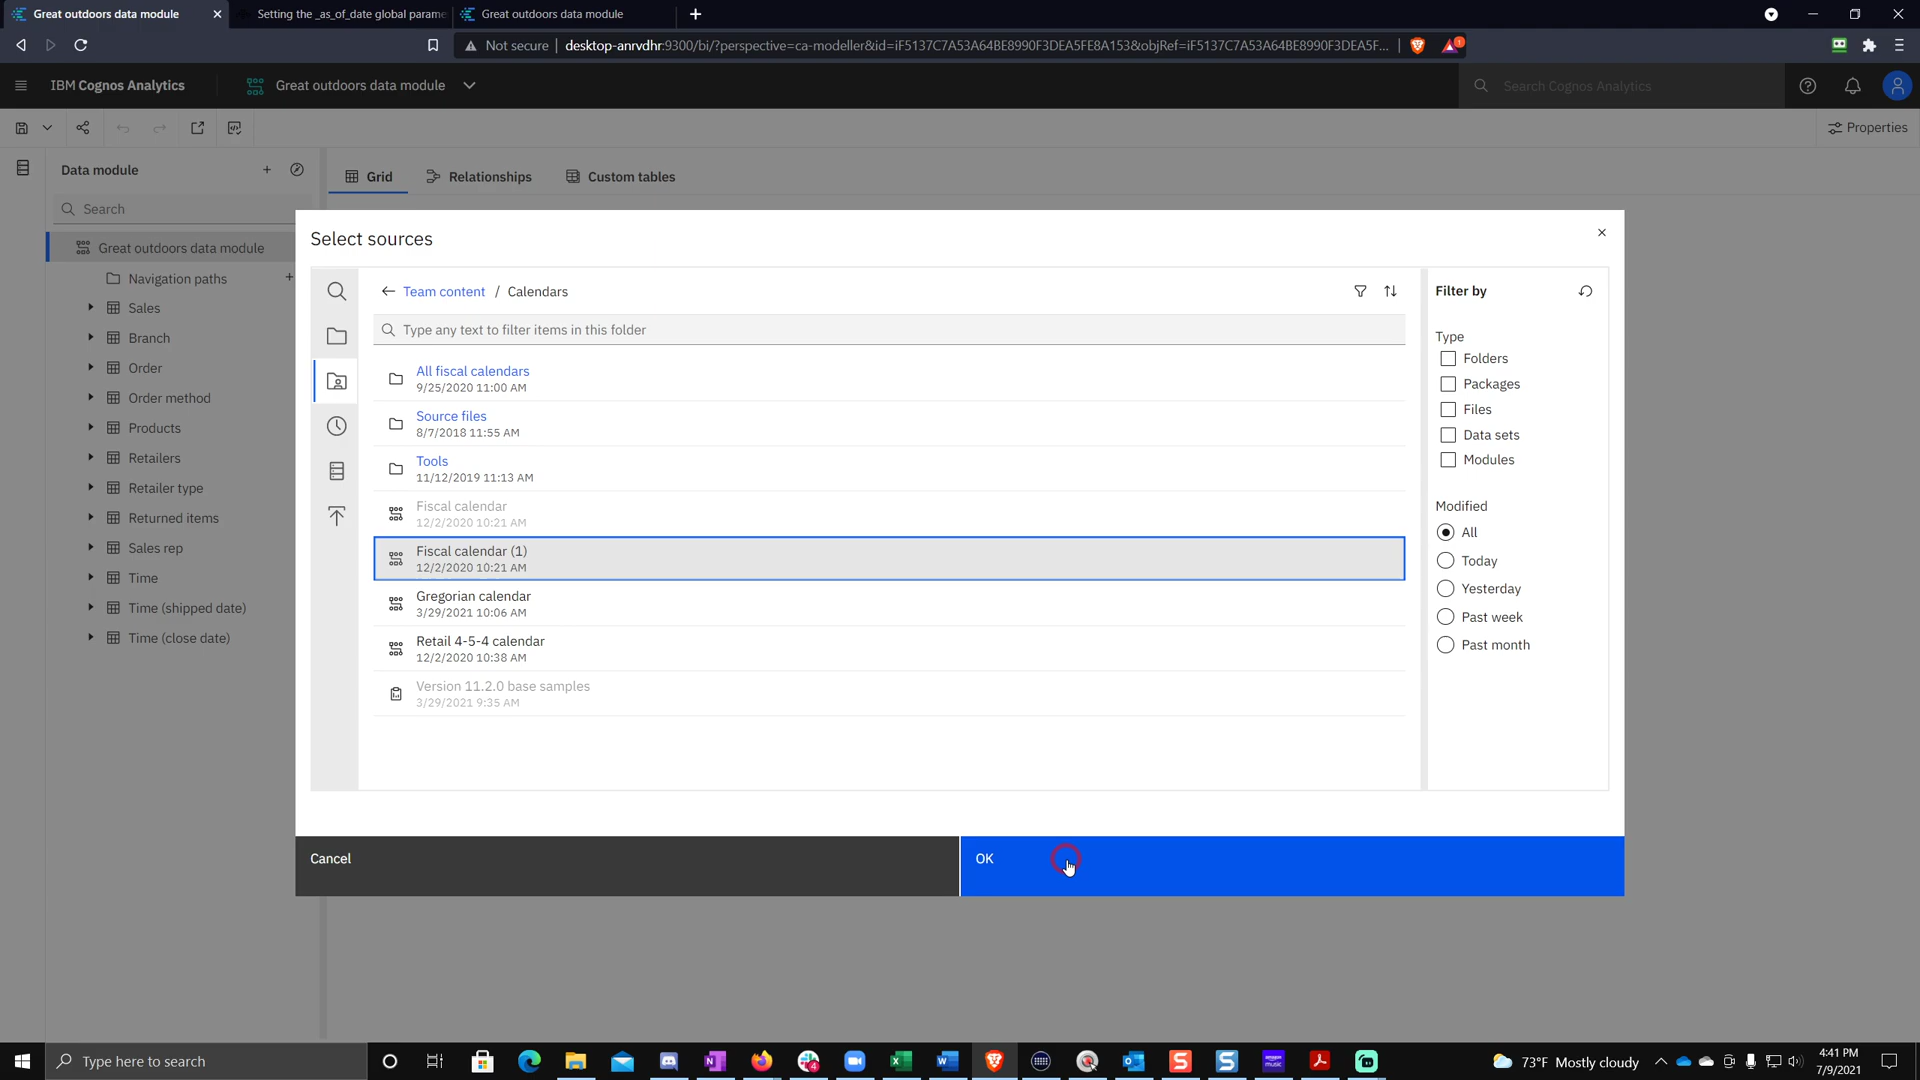 Great outdoors data module
Setting the _as_of_date global parame
Great outdoors data module
Not secure
desktop-anrvdhr:9300/bi/?perspective=ca-modeller&id=iF5137C7A53A64BE8990F3DEA5FE8A153&objRef=iF5137C7A53A64BE8990F3DEA5F...
IBM Cognos Analytics
Great outdoors data module
Search Cognos Analytics
Properties
Data module
Grid
Relationships
Custom tables
Search
Great outdoors data module
Navigation paths
Sales
Branch
Order
Order method
Products
Retailers
Retailer type
Returned items
Sales rep
Time
Time (shipped date)
Time (close date)
Select sources
Team content / Calendars
Type any text to filter items in this folder
All fiscal calendars
9/25/2020 11:00 AM
Source files
8/7/2018 11:55 AM
Tools
11/12/2019 11:13 AM
Fiscal calendar
12/2/2020 10:21 AM
Fiscal calendar (1)
12/2/2020 10:21 AM
Gregorian calendar
3/29/2021 10:06 AM
Retail 4-5-4 calendar
12/2/2020 10:38 AM
Version 11.2.0 base samples
3/29/2021 9:35 AM
Filter by
Type
Folders
Packages
Files
Data sets
Modules
Modified
All
Today
Yesterday
Past week
Past month
Cancel
OK
Type here to search
73°F Mostly cloudy
4:41 PM
7/9/2021